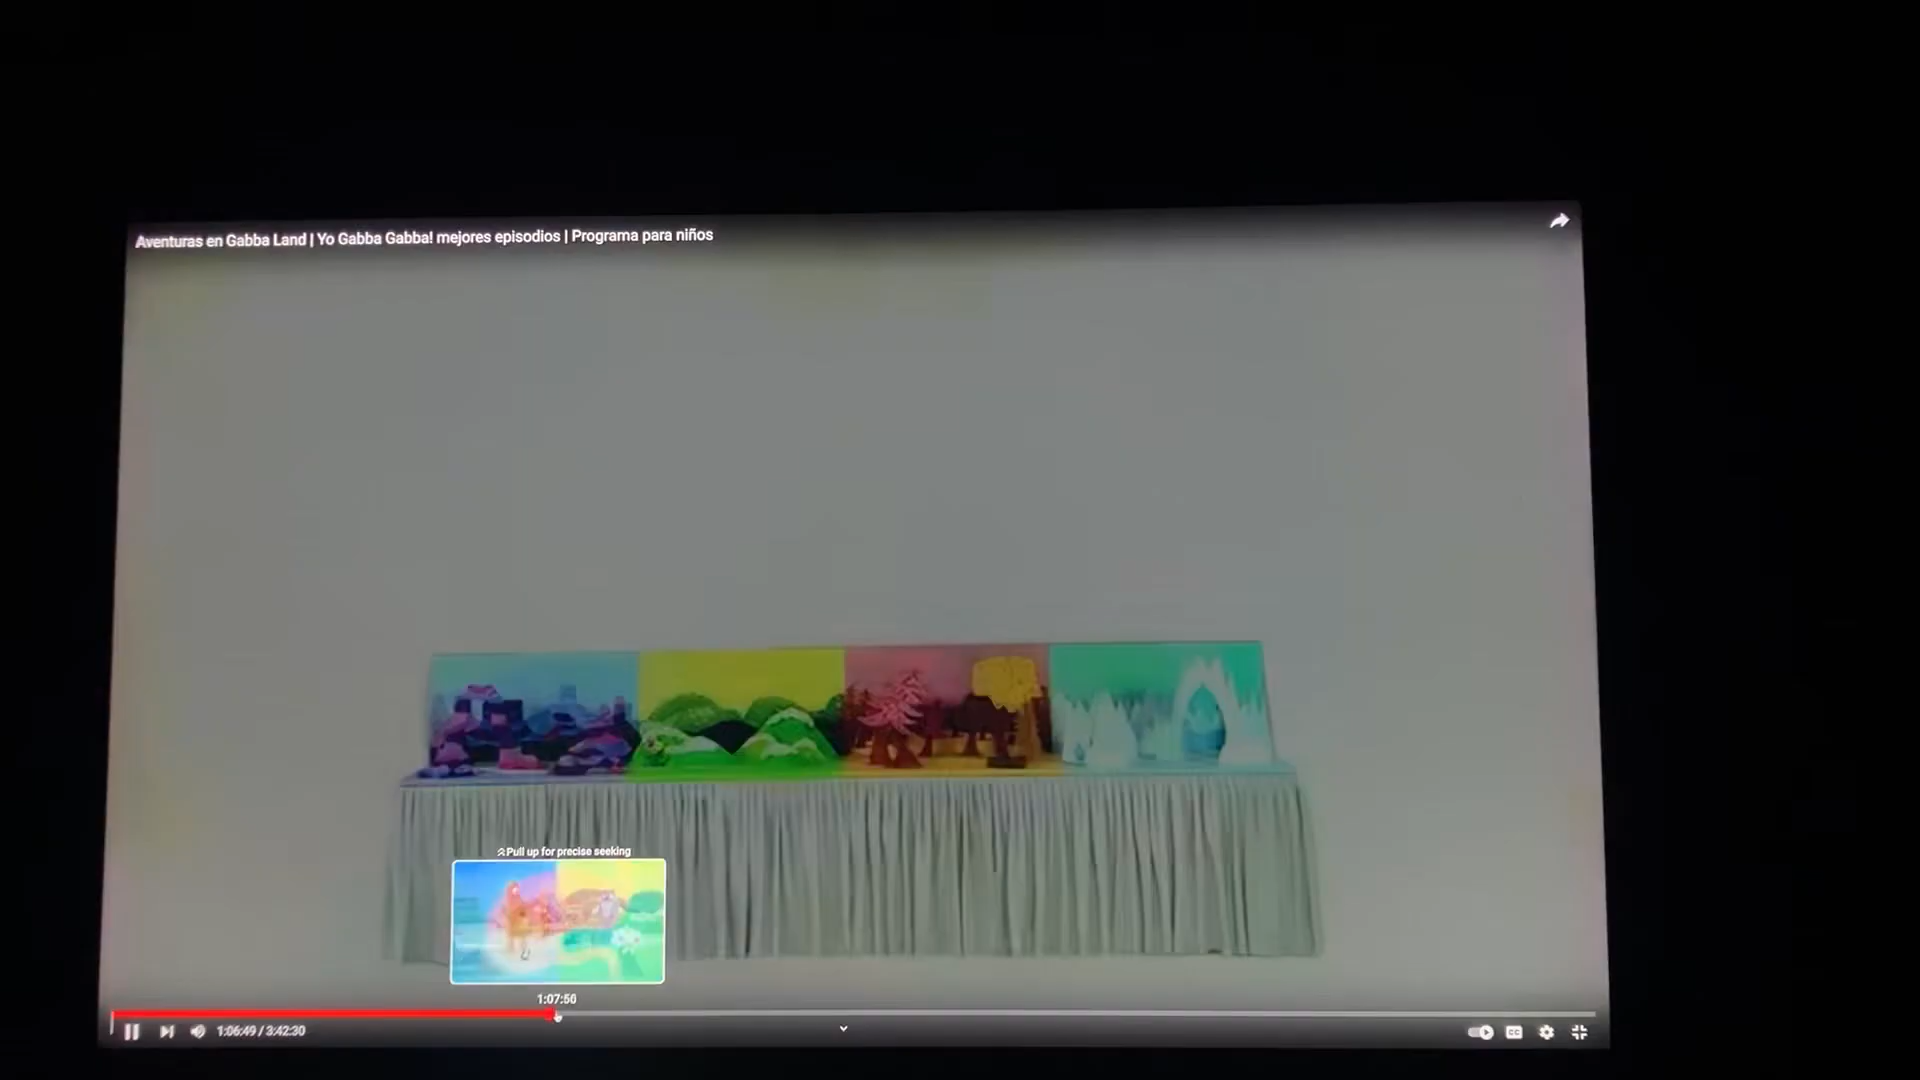 Aventuras en Gabba Land | Yo Gabba Gabba! mejores episodios | Programa para niños
Pull up for precise seeking
1:07:50
1:06:49 / 3:42:30
CC